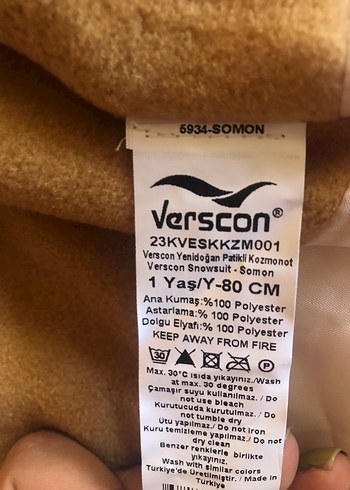 5934-SOMON
Verscon®
23KVESKKZM001
Verscon Yenidoğan Patikli Kozmonot
Verscon Snowsuit - Somon
1 Yaş/Y-80 CM
Ana Kumaş:%100 Polyester
Astarlama:% 100 Polyester
Dolgu Elyafı:% 100 Polyester
KEEP AWAY FROM FIRE
30 P
Max. 30°C ısıda yıkayınız./Wash
at max. 30 degrees
Çamaşır suyu kullanılmaz. / Do
not use bleach
Kurutucuda kurutulmaz. / Do
not tumble dry
Ütü yapılmaz./ Do not iron
Kuru temizleme yapılmaz./ Do not
dry clean
Benzer renklerle birlikte
yıkayınız.
Wash with similar colors
Türkiye'de Üretilmiştir. / Made in
Türkiye